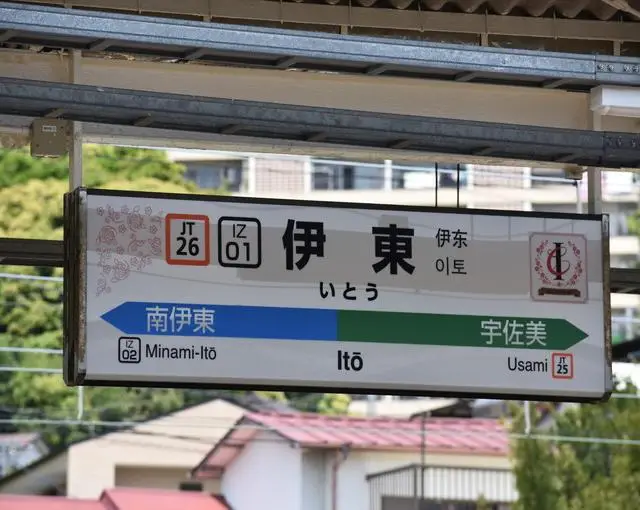 JT
26
IZ
01
伊東
伊东
이토
いとう
南伊東
宇佐美
IZ
02
Minami-Itō
Itō
Usami
JT
25